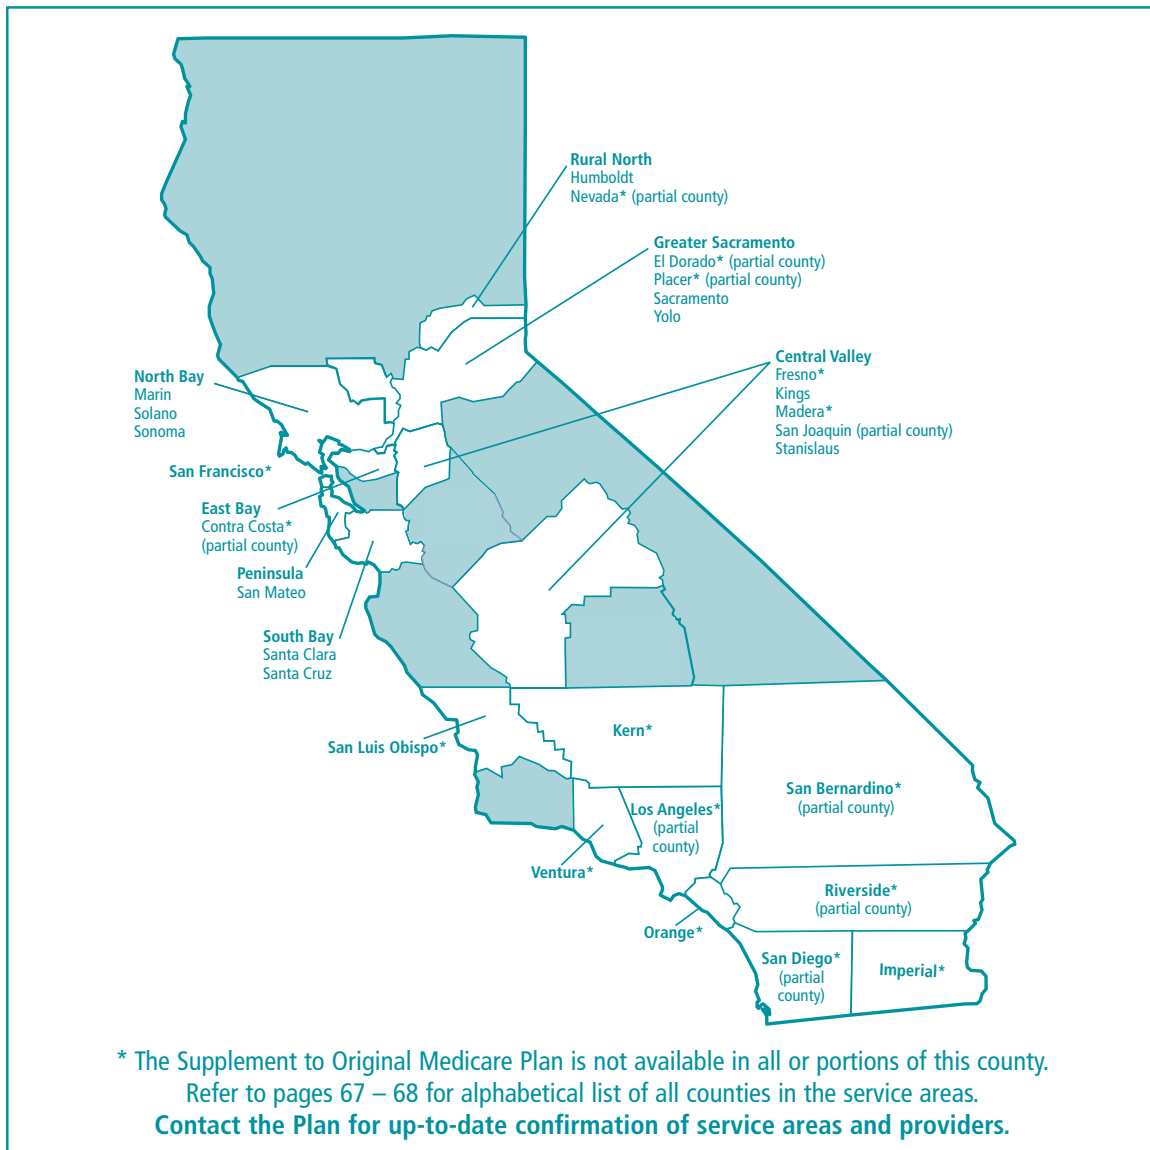 Rural North
Humboldt
Nevada* (partial county)
Greater Sacramento
El Dorado* (partial county)
Placer* (partial county)
Sacramento
Yolo
Central Valley
Fresno*
Kings
Madera*
San Joaquin (partial county)
Stanislaus
North Bay
Marin
Solano
Sonoma
San Francisco*
East Bay
Contra Costa*
(partial county)
Peninsula
San Mateo
South Bay
Santa Clara
Santa Cruz
San Luis Obispo*
Kern*
San Bernardino*
(partial county)
Los Angeles*
(partial
county)
Ventura*
Riverside*
(partial county)
Orange*
San Diego*
(partial
county)
Imperial*
* The Supplement to Original Medicare Plan is not available in all or portions of this county.
Refer to pages 67 – 68 for alphabetical list of all counties in the service areas.
Contact the Plan for up-to-date confirmation of service areas and providers.